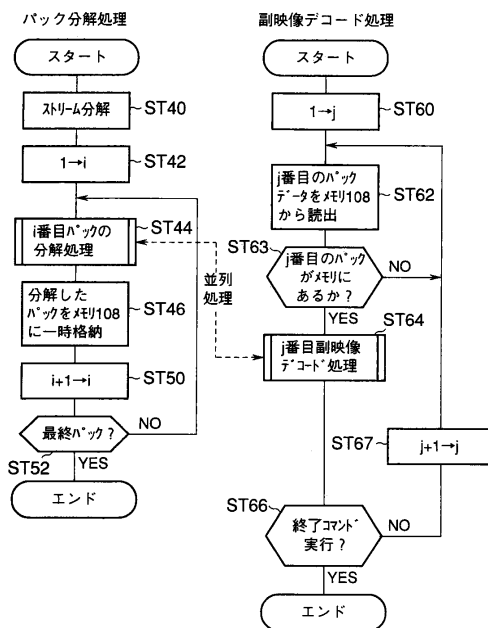 パック分解処理
スタート
ストリーム分解
ST40
1→i
ST42
i番目パックの
分解処理
ST44
分解した
パックをメモリ108
に一時格納
ST46
i+1→i
ST50
最終パック?
NO
ST52
YES
エンド
並列
処理
副映像デコード処理
スタート
1→j
ST60
j番目のパック
データをメモリ108
から読出
ST62
ST63
j番目のパック
がメモリに
あるか?
NO
YES
ST64
j番目副映像
デコード処理
ST67
j+1→j
ST66
終了コマンド
実行?
NO
YES
エンド